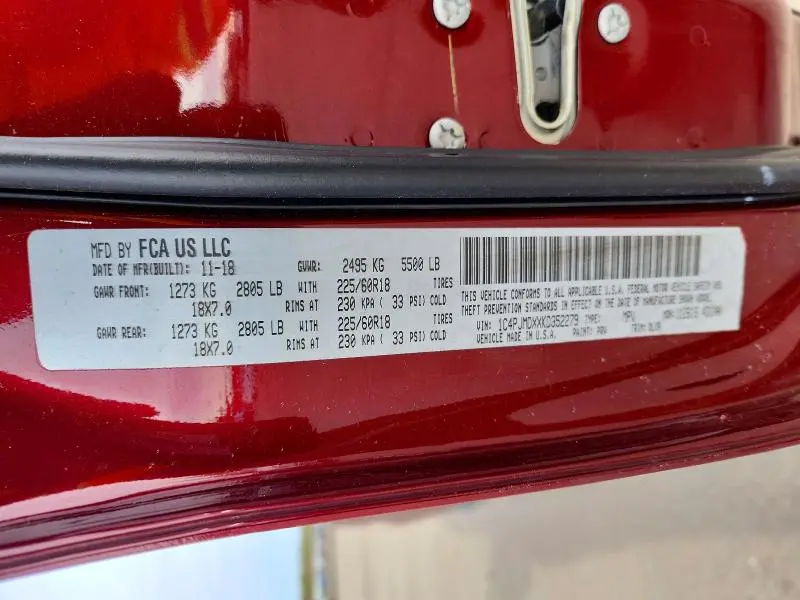 MFD BY FCA US LLC
DATE OF MFR(BUILT): 11-18 GVWR: 2495 KG 5500 LB
GAWR FRONT: 1273 KG 2805 LB WITH 225/60R18 TIRES
18X7.0 RIMS AT 230 KPA ( 33 PSI) COLD
GAWR REAR: 1273 KG 2805 LB WITH 225/60R18 TIRES
18X7.0 RIMS AT 230 KPA ( 33 PSI) COLD
THIS VEHICLE CONFORMS TO ALL U.S.A. FEDERAL MOTOR VEHICLE SAFETY AND
THEFT PREVENTION STANDARDS IN EFFECT ON THE DATE OF MANUFACTURE SHOWN ABOVE.
VIN: 1C4PJMDXXKD352279 TYPE: MPV MDH:
VEHICLE MADE IN U.S.A. PAINT: PRV TRIM: